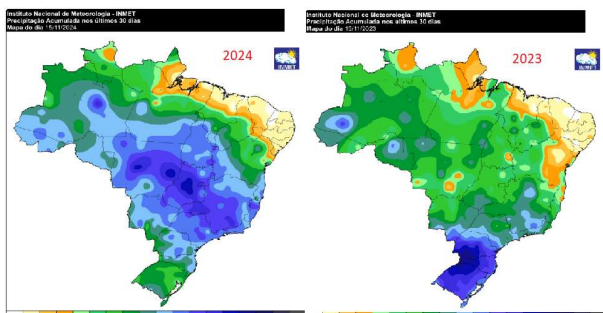 Instituto Nacional de Meteorologia - INMET
Precipitação Acumulada nos últimos 30 dias
Mapa do dia 15/11/2024
2024
INMET
Instituto Nacional de Meteorologia - INMET
Precipitação Acumulada nos últimos 30 dias
Mapa do dia 15/11/2023
2023
INMET